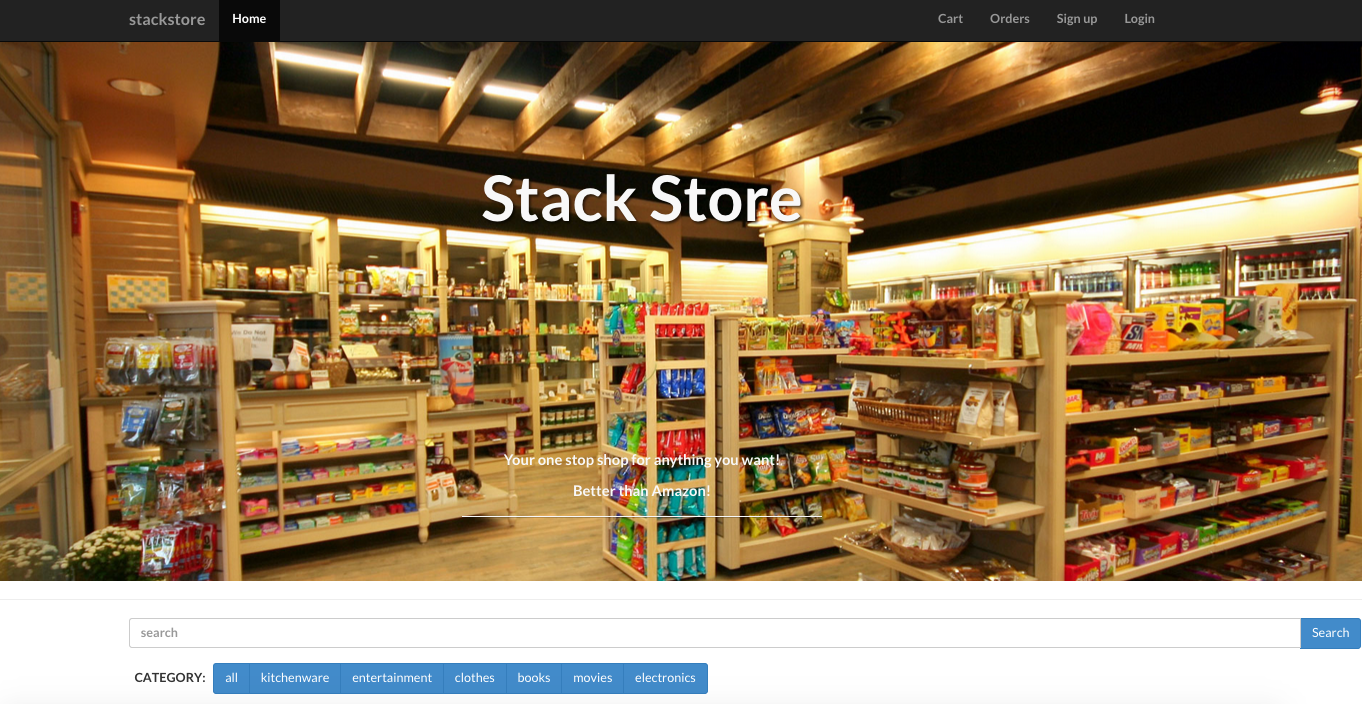 stackstore Home Cart Orders Sign up Login
Stack Store
Your one stop shop for anything you want!
Better than Amazon!
search Search
CATEGORY: all kitchenware entertainment clothes books movies electronics